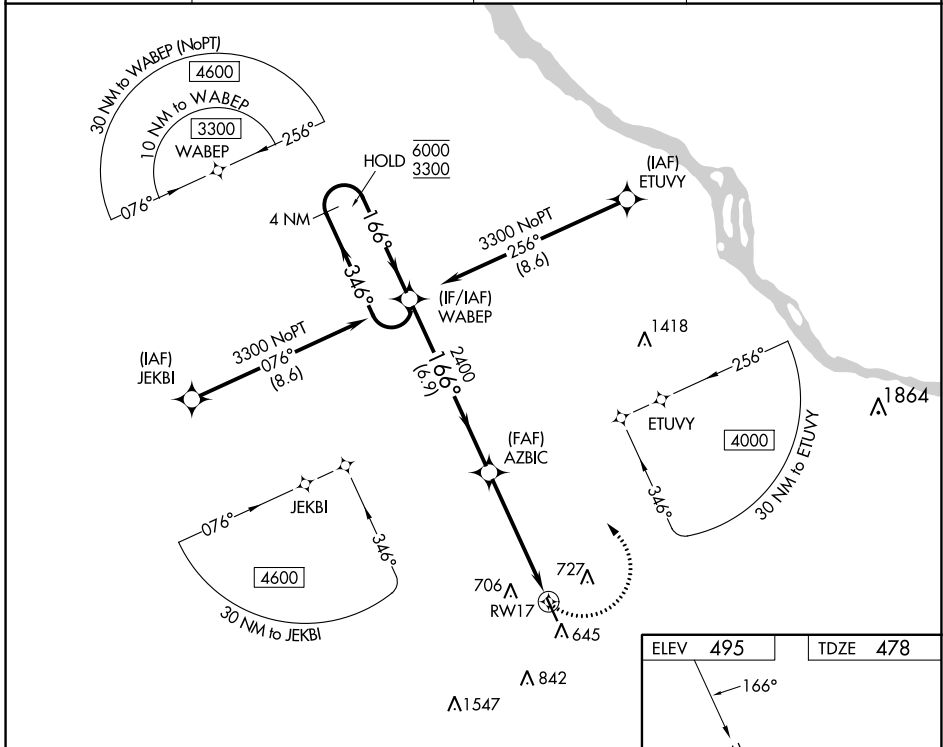 30 NM to WABEP (NoPT)
4600
10 NM to WABEP
3300
WABEP
256°
076°
HOLD 6000
3300
4 NM
166°
346°
(IAF)
ETUVY
3300 NoPT
256°
(8.6)
(IF/IAF)
WABEP
(IAF)
JEKBI
3300 NoPT
076°
(8.6)
2400
166°
(6.9)
1418
1864
256°
ETUVY
4000
346°
30 NM to ETUVY
(FAF)
AZBIC
JEKBI
076°
346°
4600
30 NM to JEKBI
706
727
RW17
645
842
1547
ELEV 495
TDZE 478
166°